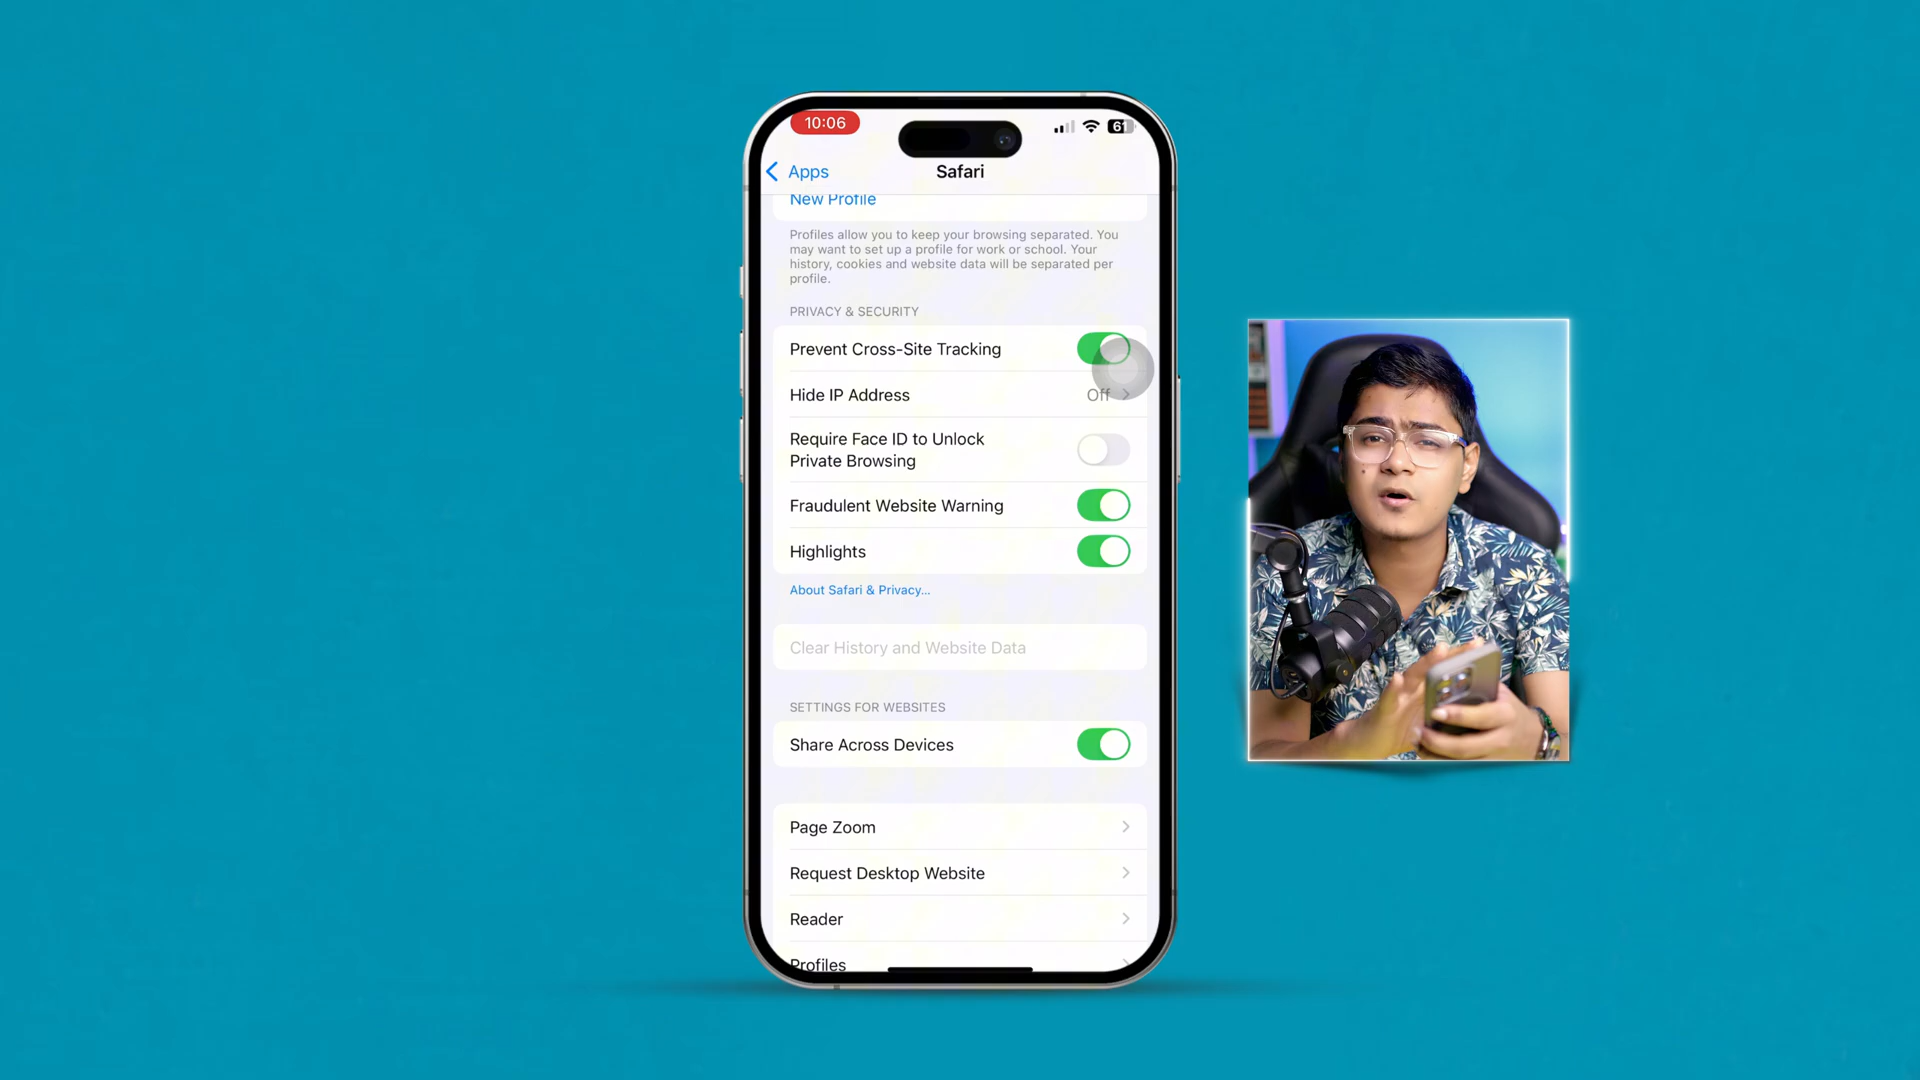 10:06
61
Apps
Safari
New Profile
Profiles allow you to keep your browsing separated. You
may want to set up a profile for work or school. Your
history, cookies and website data will be separated per
profile.
PRIVACY & SECURITY
Prevent Cross-Site Tracking
Hide IP Address
Off
Require Face ID to Unlock
Private Browsing
Fraudulent Website Warning
Highlights
About Safari & Privacy...
Clear History and Website Data
SETTINGS FOR WEBSITES
Share Across Devices
Page Zoom
Request Desktop Website
Reader
Profiles